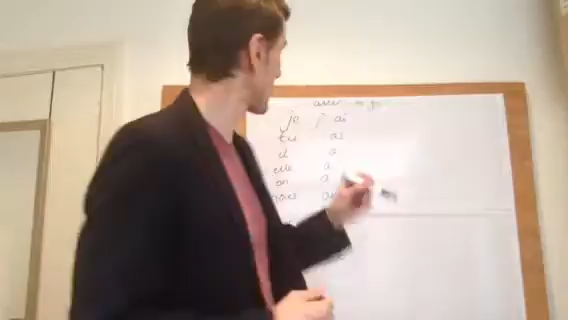 je j' ai
tu as
il a
elle a
on a
nous